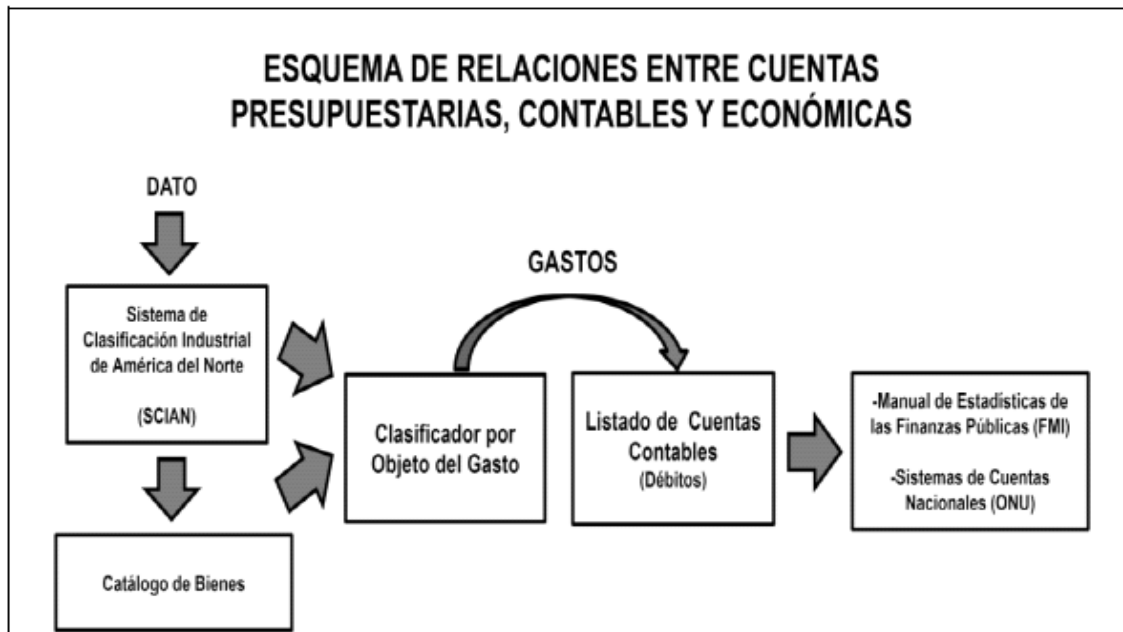 ESQUEMA DE RELACIONES ENTRE CUENTAS
PRESUPUESTARIAS, CONTABLES Y ECONÓMICAS
DATO
Sistema de
Clasificación Industrial
de América del Norte
(SCIAN)
Catálogo de Bienes
GASTOS
Clasificador por
Objeto del Gasto
Listado de Cuentas
Contables
(Débitos)
-Manual de Estadísticas de
las Finanzas Públicas (FMI)
-Sistemas de Cuentas
Nacionales (ONU)